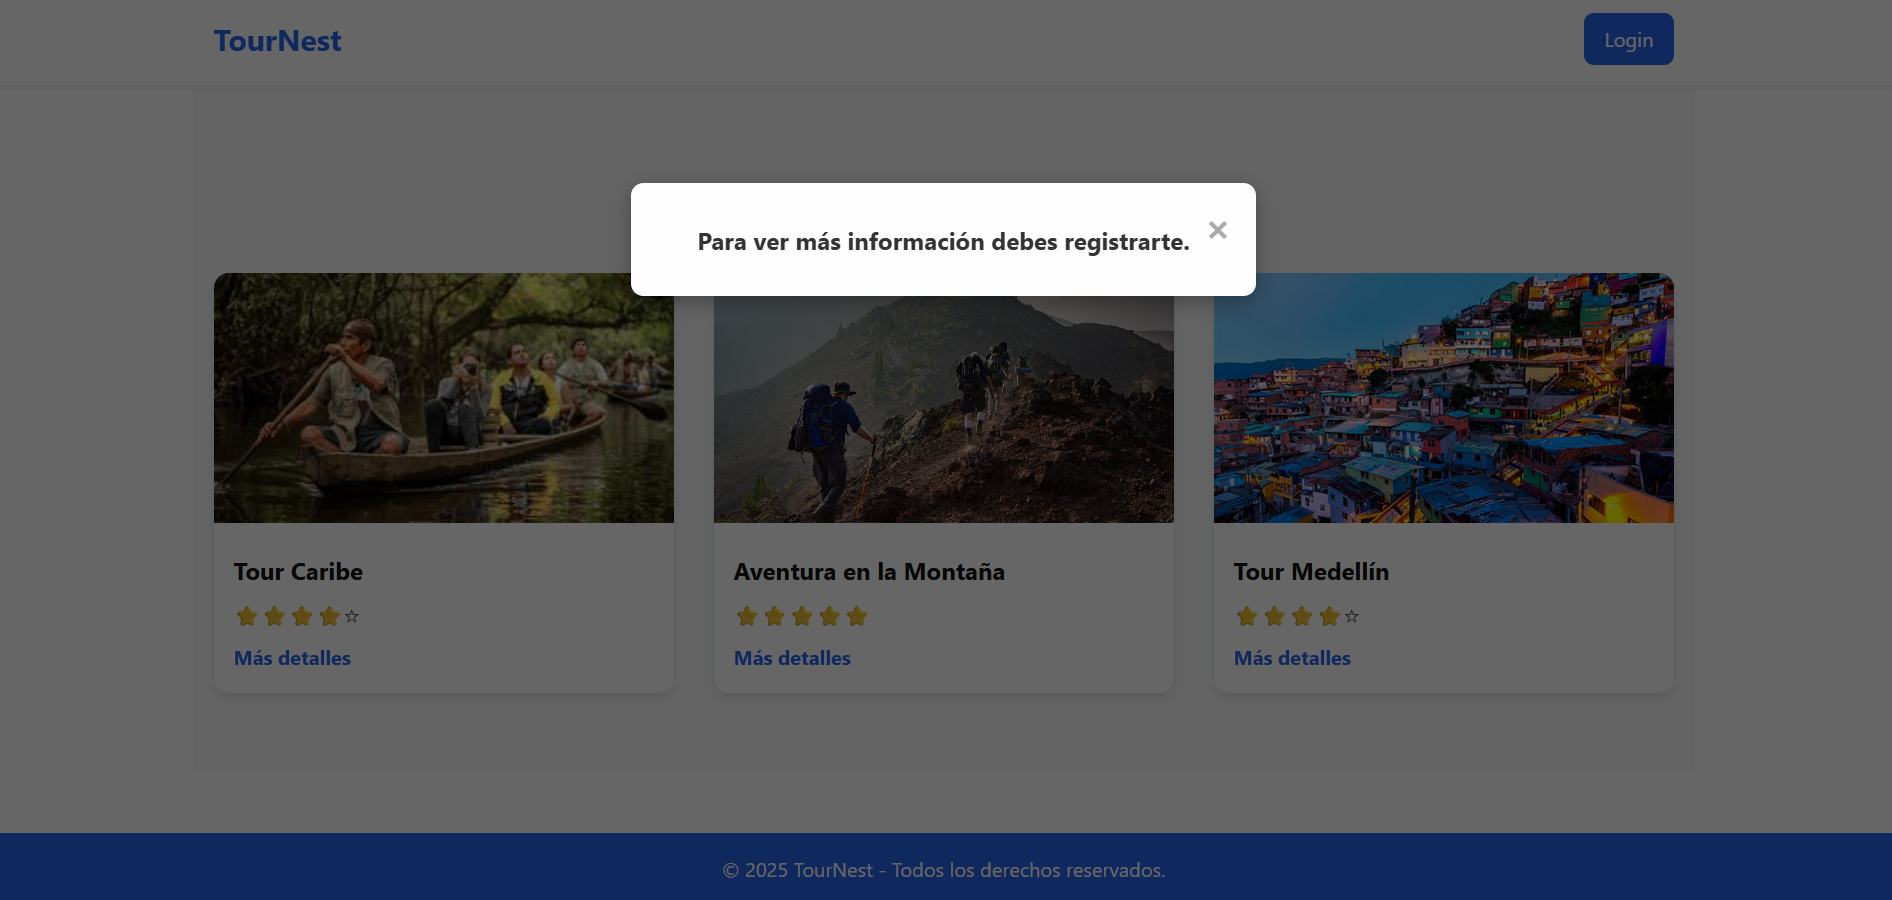 TourNest
Login
Para ver más información debes registrarte.
×
Tour Caribe
⭐⭐⭐⭐☆
Más detalles
Aventura en la Montaña
⭐⭐⭐⭐⭐
Más detalles
Tour Medellín
⭐⭐⭐⭐☆
Más detalles
© 2025 TourNest - Todos los derechos reservados.